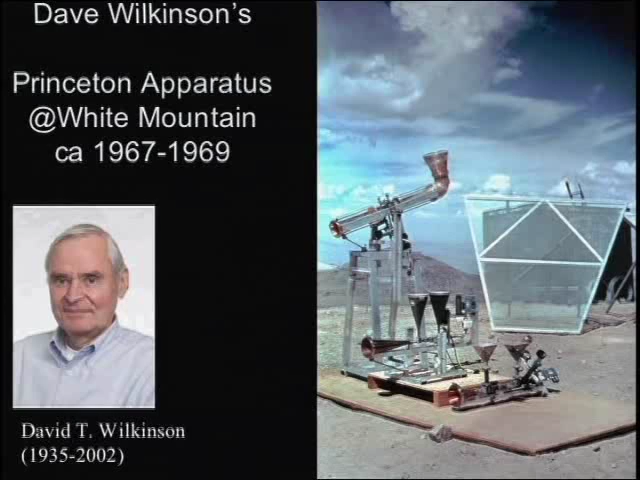 Dave Wilkinson's
Princeton Apparatus
@White Mountain
ca 1967-1969
David T. Wilkinson
(1935-2002)